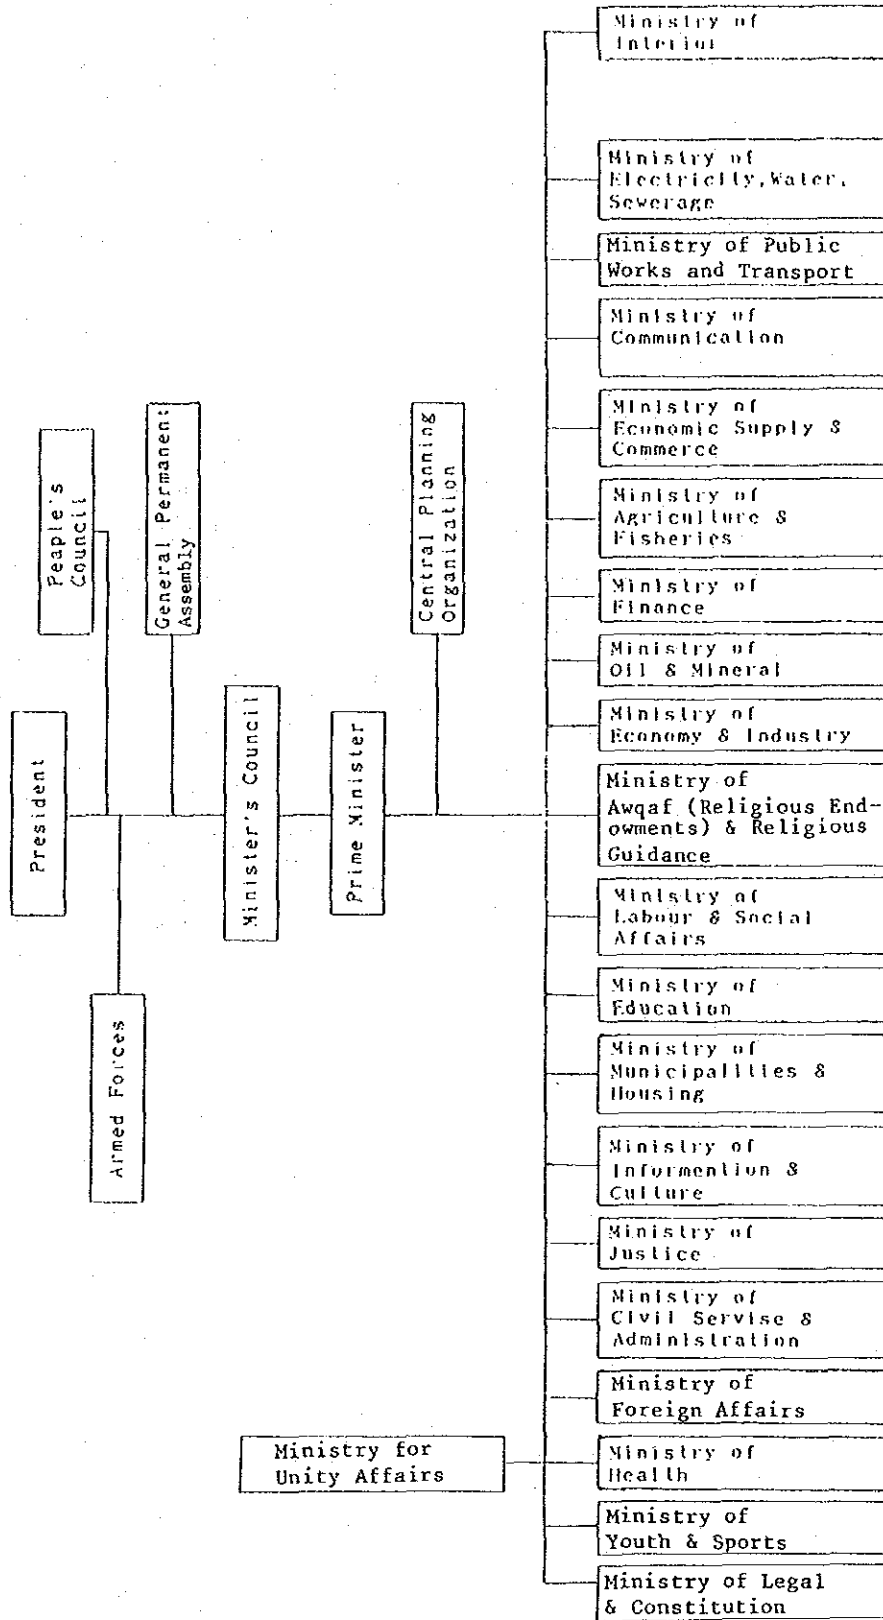 President
Peaple's
Council
Armed Forces
General Permanent
Assembly
Minister's Council
Prime Minister
Central Planning
Organization
Ministry for
Unity Affairs
Ministry of
Interior
Ministry of
Electricity,Water,
Sewerage
Ministry of Public
Works and Transport
Ministry of
Communication
Ministry of
Economic Supply &
Commerce
Ministry of
Agriculture &
Fisheries
Ministry of
Finance
Ministry of
Oil & Mineral
Ministry of
Economy & Industry
Ministry of
Awqaf (Religious End-
owments) & Religious
Guidance
Ministry of
Labour & Social
Affairs
Ministry of
Education
Ministry of
Municipalities &
Housing
Ministry of
Informention &
Culture
Ministry of
Justice
Ministry of
Civil Servise &
Administration
Ministry of
Foreign Affairs
Ministry of
Health
Ministry of
Youth & Sports
Ministry of Legal
& Constitution